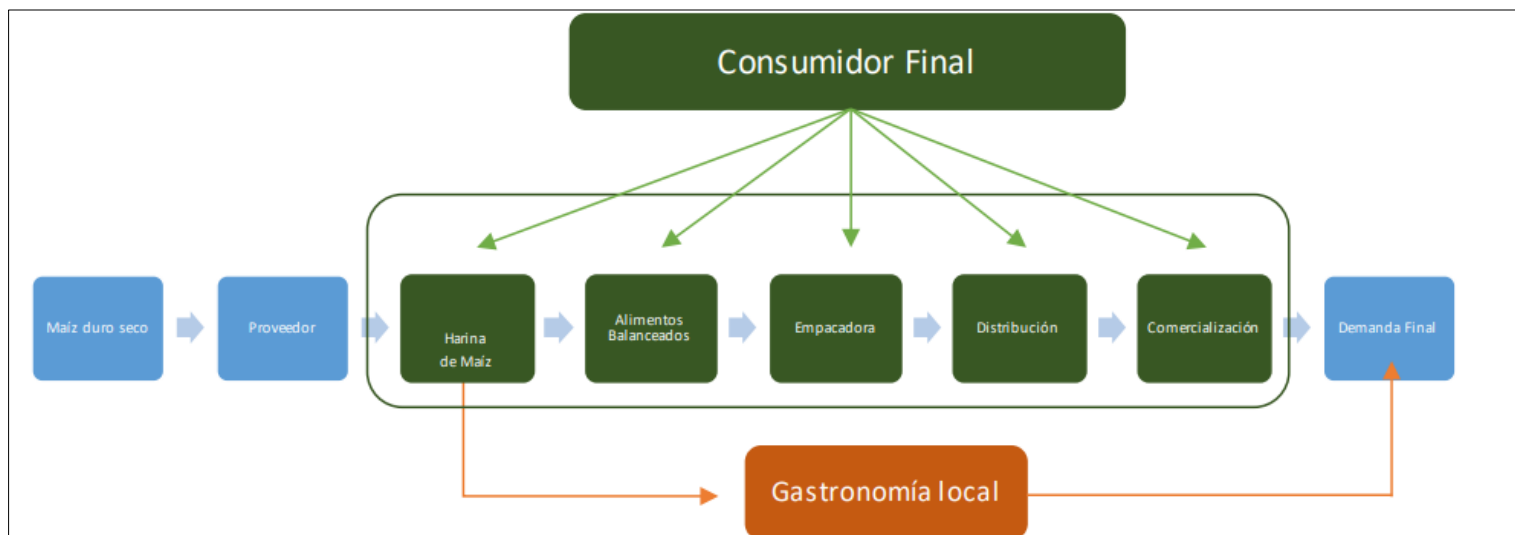 Consumidor Final
Maíz duro seco
Proveedor
Harina
de Maíz
Alimentos
Balanceados
Empacadora
Distribución
Comercialización
Demanda Final
Gastronomía local